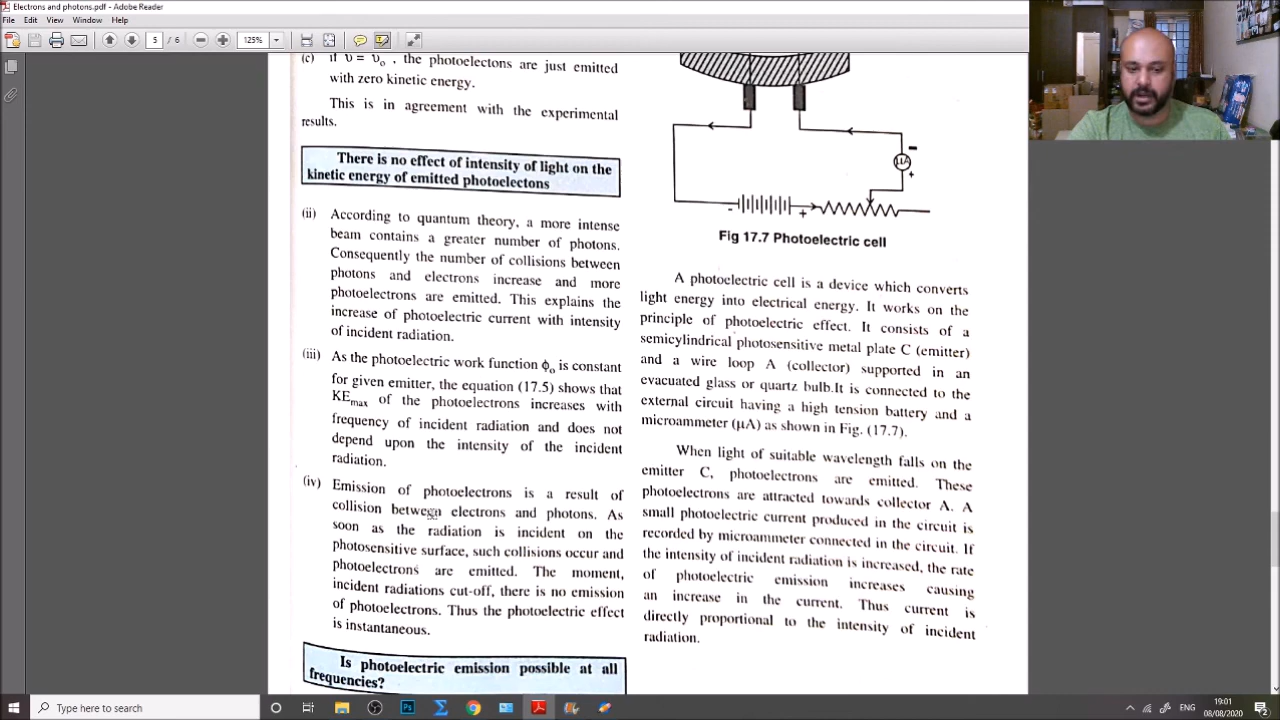 Electrons and photons.pdf - Adobe Reader
File Edit View Window Help
5 / 6 125%
(c) if υ = υo , the photoelectons are just emitted
with zero kinetic energy.
This is in agreement with the experimental
results.
There is no effect of intensity of light on the
kinetic energy of emitted photoelectons
(ii) According to quantum theory, a more intense
beam contains a greater number of photons.
Consequently the number of collisions between
photons and electrons increase and more
photoelectrons are emitted. This explains the
increase of photoelectric current with intensity
of incident radiation.
(iii) As the photoelectric work function ϕo is constant
for given emitter, the equation (17.5) shows that
KEmax of the photoelectrons increases with
frequency of incident radiation and does not
depend upon the intensity of the incident
radiation.
(iv) Emission of photoelectrons is a result of
collision between electrons and photons. As
soon as the radiation is incident on the
photosensitive surface, such collisions occur and
photoelectrons are emitted. The moment,
incident radiations cut-off, there is no emission
of photoelectrons. Thus the photoelectric effect
is instantaneous.
Is photoelectric emission possible at all
frequencies?
-
μA
+
- +
Fig 17.7 Photoelectric cell
A photoelectric cell is a device which converts
light energy into electrical energy. It works on the
principle of photoelectric effect. It consists of a
semicylindrical photosensitive metal plate C (emitter)
and a wire loop A (collector) supported in an
evacuated glass or quartz bulb.It is connected to the
external circuit having a high tension battery and a
microammeter (μA) as shown in Fig. (17.7).
When light of suitable wavelength falls on the
emitter C, photoelectrons are emitted. These
photoelectrons are attracted towards collector A. A
small photoelectric current produced in the circuit is
recorded by microammeter connected in the circuit. If
the intensity of incident radiation is increased, the rate
of photoelectric emission increases causing
an increase in the current. Thus current is
directly proportional to the intensity of incident
radiation.
Type here to search
Ps
ENG
19:01
08/08/2020
2